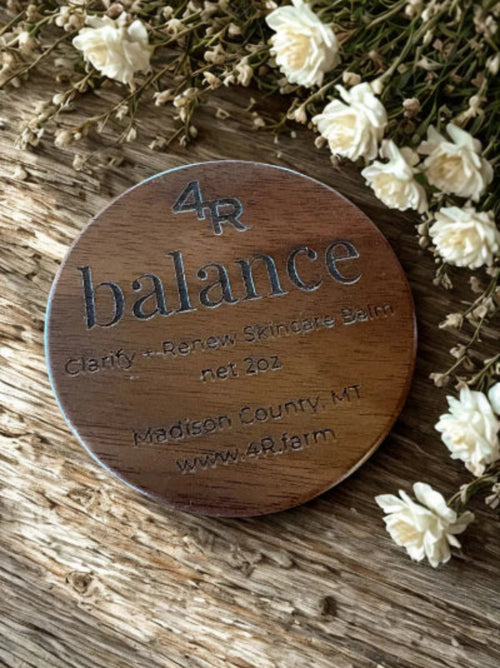 4R
balance
Clarify + Renew Skincare Balm
net 2oz
Madison County, MT
www.4R.farm